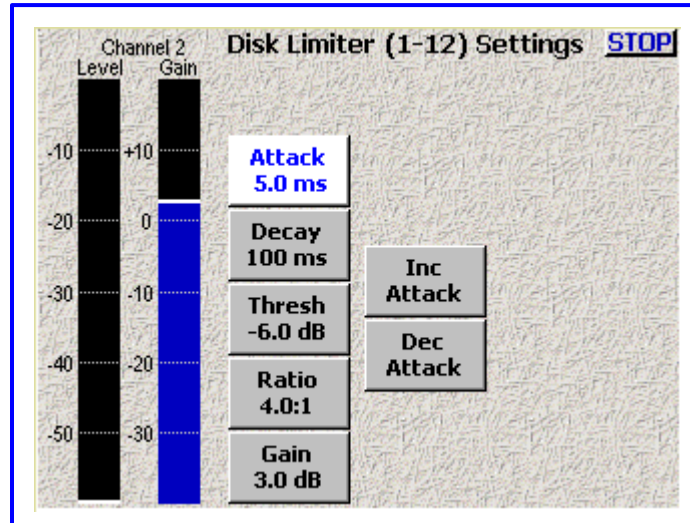 Channel 2
Level Gain
Disk Limiter (1-12) Settings
STOP
-10 +10
-20 0
-30 -10
-40 -20
-50 -30
Attack
5.0 ms
Decay
100 ms
Thresh
-6.0 dB
Ratio
4.0:1
Gain
3.0 dB
Inc
Attack
Dec
Attack